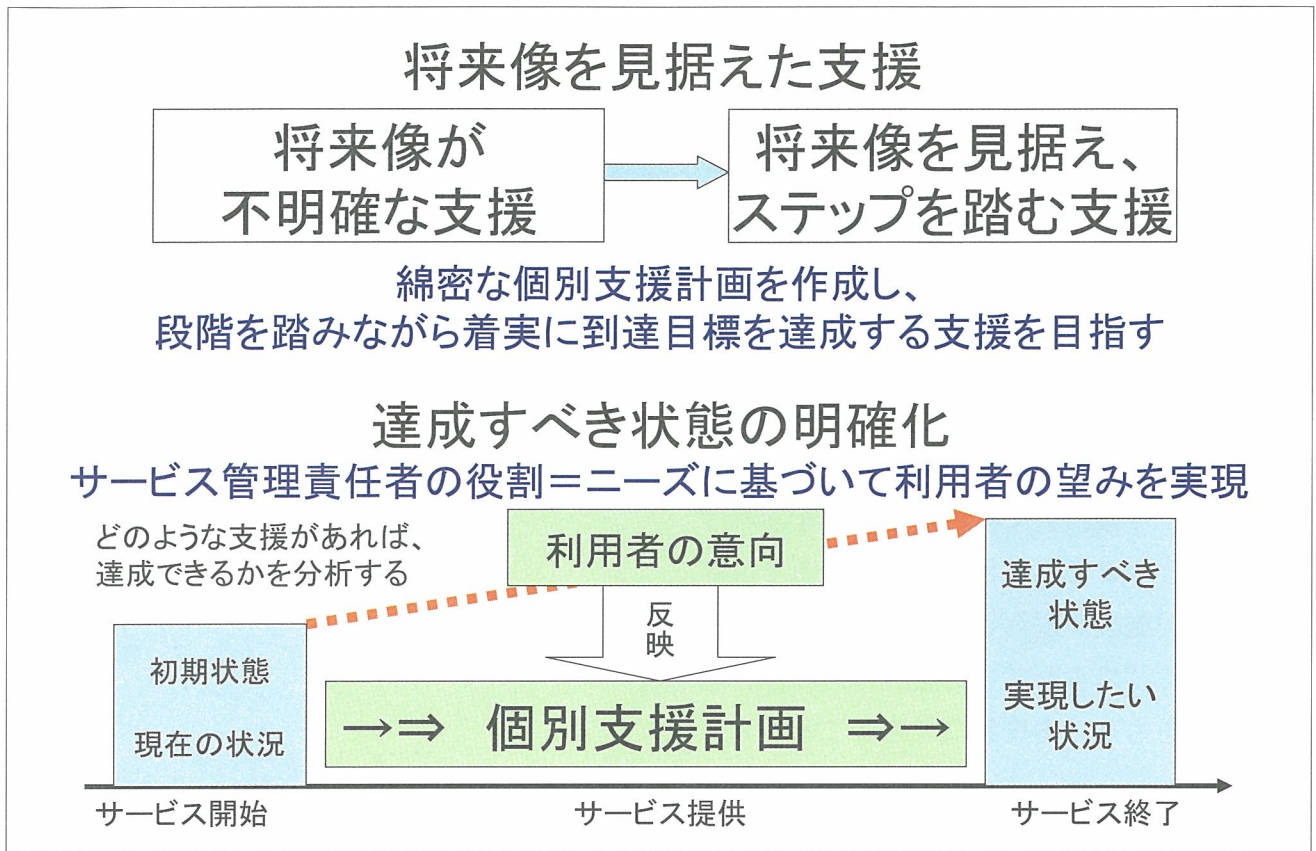 将来像を見据えた支援
将来像が
不明確な支援
将来像を見据え、
ステップを踏む支援
綿密な個別支援計画を作成し、
段階を踏みながら着実に到達目標を達成する支援を目指す
達成すべき状態の明確化
サービス管理責任者の役割＝ニーズに基づいて利用者の望みを実現
どのような支援があれば、
達成できるかを分析する
利用者の意向
反
映
初期状態
現在の状況
→⇒ 個別支援計画 ⇒→
達成すべき
状態
実現したい
状況
サービス開始
サービス提供
サービス終了